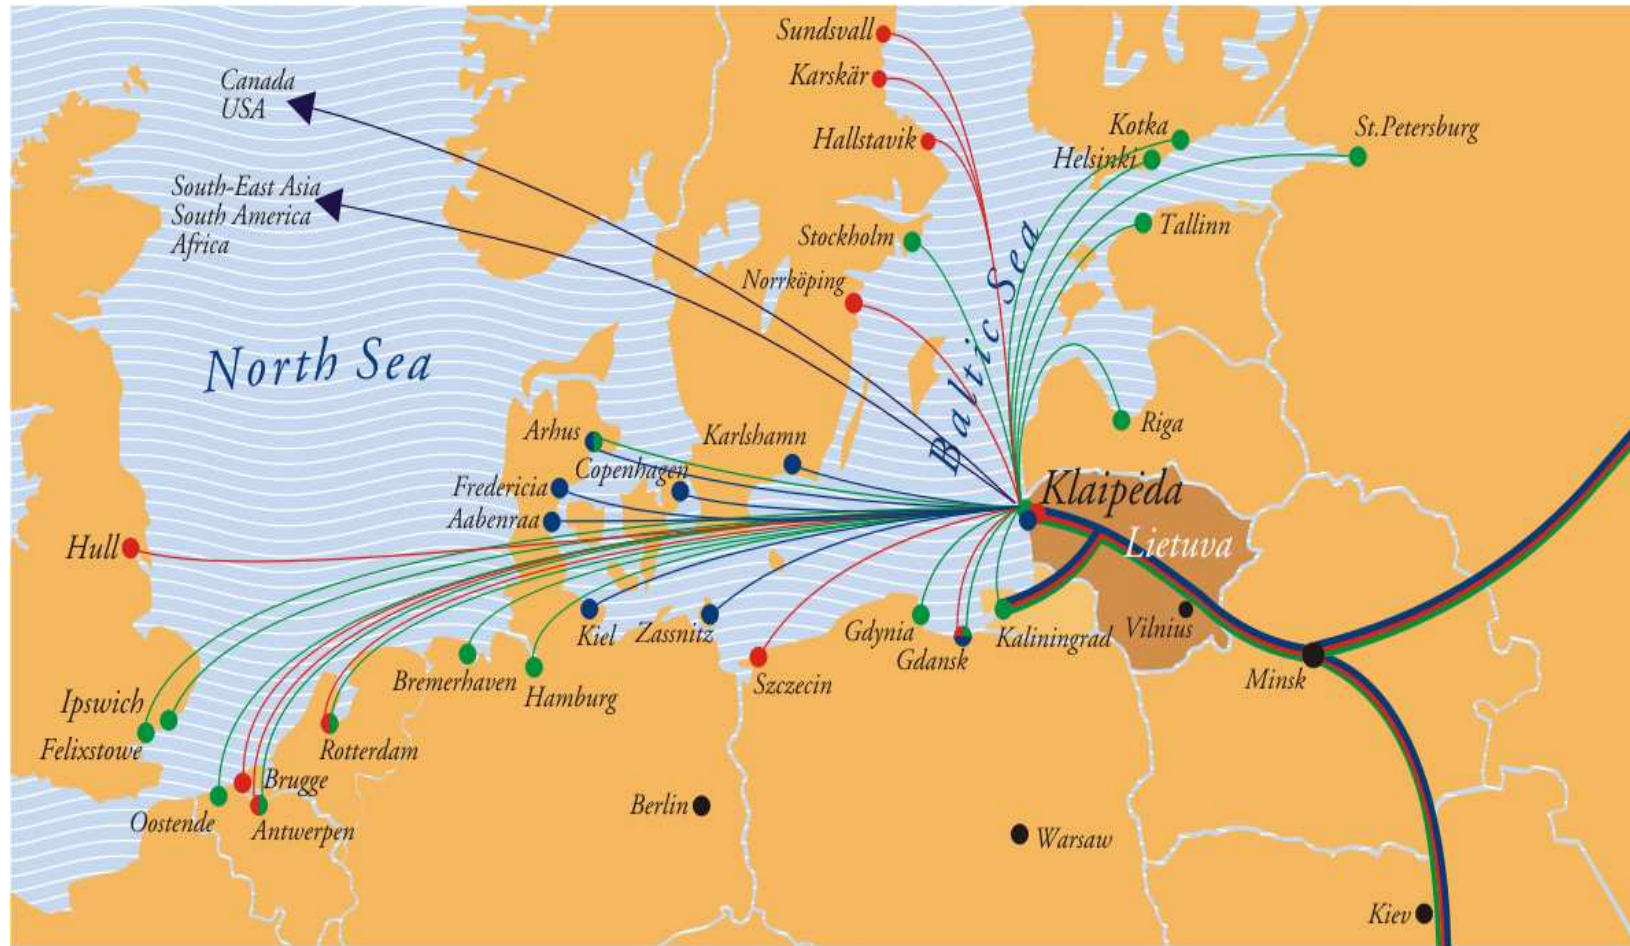 Sundsvall
Canada
USA
Karskär
Kotka
St.Petersburg
Hallstavik
Helsinki
South-East Asia
South America
Africa
Stockholm
Tallinn
Norrköping
Baltic Sea
North Sea
Arhus
Karlshamn
Riga
Copenhagen
Fredericia
Klaipėda
Aabenraa
Hull
Lietuva
Kiel
Zassnitz
Gdynia
Gdansk
Kaliningrad
Vilnius
Bremerhaven
Hamburg
Szczecin
Minsk
Ipswich
Felixstowe
Rotterdam
Brugge
Oostende
Antwerpen
Berlin
Warsaw
Kiev